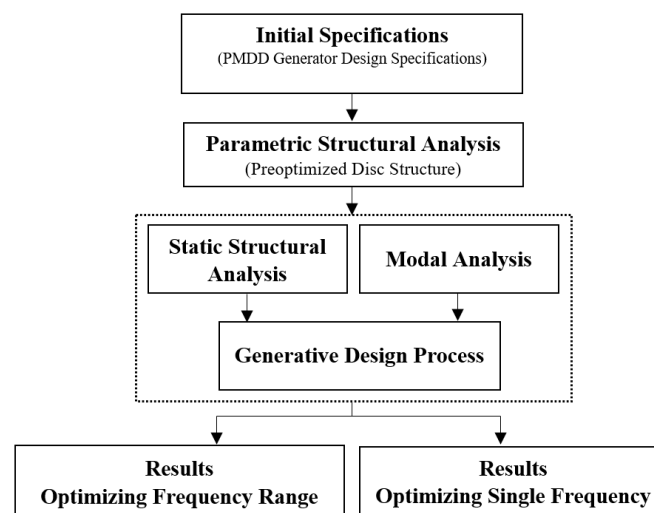 Initial Specifications
(PMDD Generator Design Specifications)
Parametric Structural Analysis
(Preoptimized Disc Structure)
Static Structural
Analysis
Modal Analysis
Generative Design Process
Results
Optimizing Frequency Range
Results
Optimizing Single Frequency